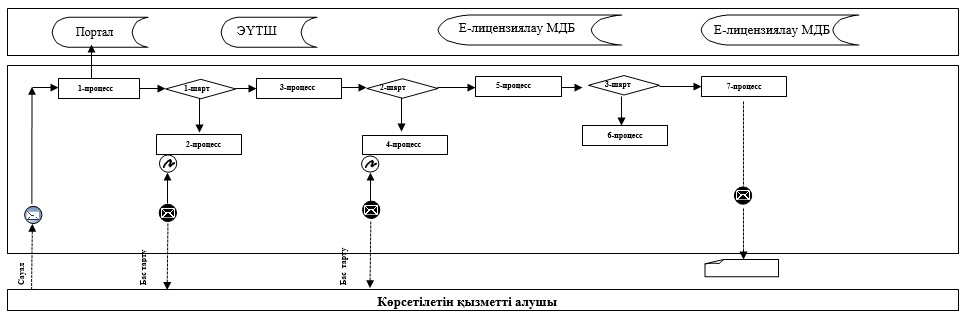 Портал
ЭҮТШ
Е-лицензиялау МДБ
Е-лицензиялау МДБ
1-процесс
1-шарт
3-процесс
2-шарт
5-процесс
3-шарт
7-процесс
2-процесс
4-процесс
6-процесс
Сауал
Бас тарту
Бас тарту
Көрсетілетін қызметті алушы